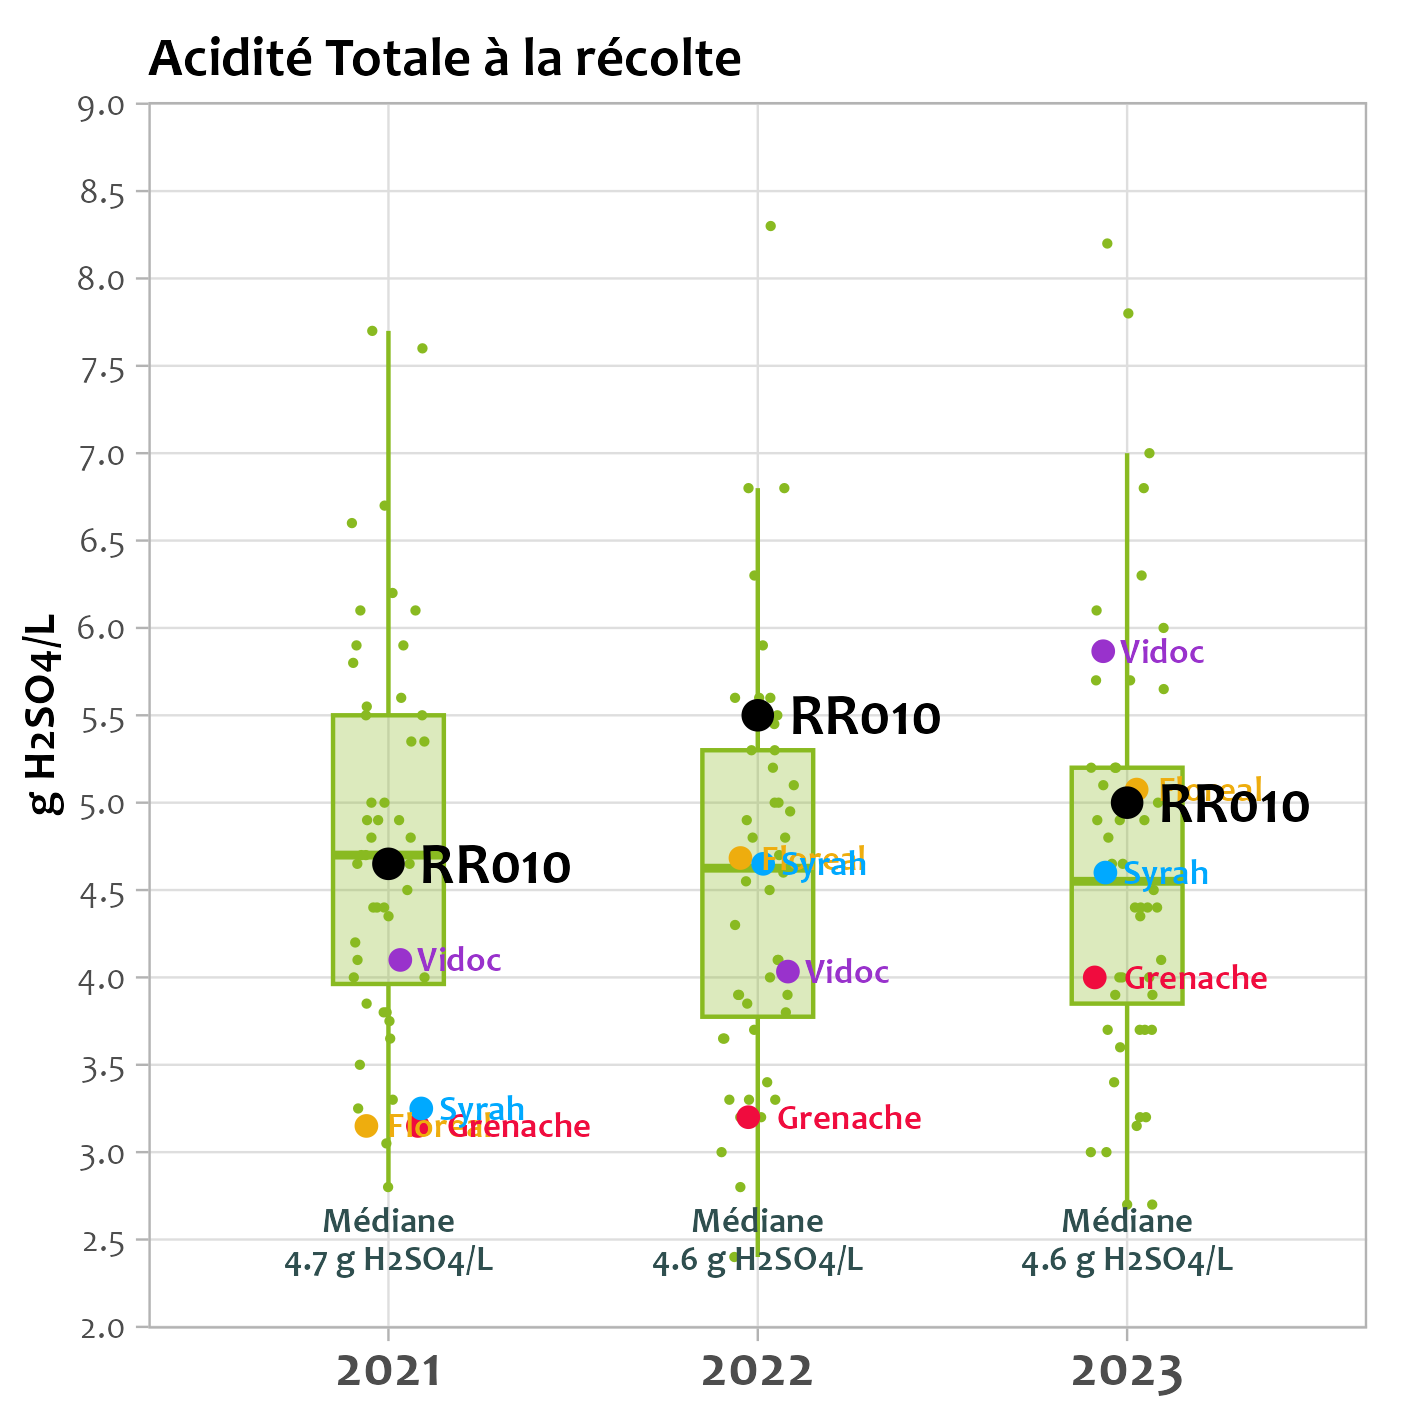 Acidité Totale à la récolte
g H2SO4/L
9.0
8.5
8.0
7.5
7.0
6.5
6.0
5.5
5.0
4.5
4.0
3.5
3.0
2.5
2.0
RR010
Vidoc
Syrah
Floreal
Grenache
Médiane
4.7 g H2SO4/L
RR010
Floreal
Syrah
Vidoc
Grenache
Médiane
4.6 g H2SO4/L
Vidoc
Floreal
RR010
Syrah
Grenache
Médiane
4.6 g H2SO4/L
2021
2022
2023